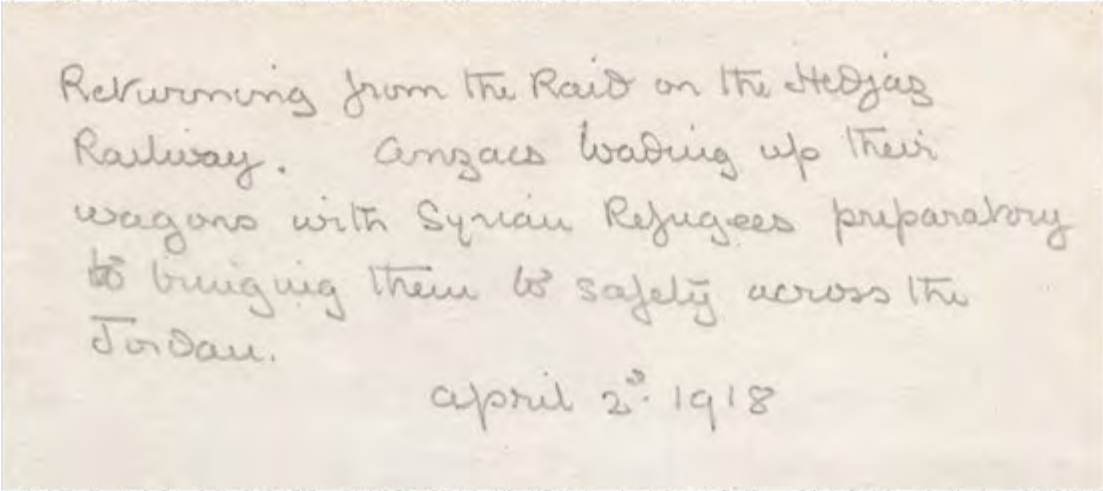 Returning from the Raid on the Hedjaz
Railway. Anzacs loading up their
wagons with Syrian Refugees preparatory
to bringing them to safety across the
Jordan.
April 2d. 1918